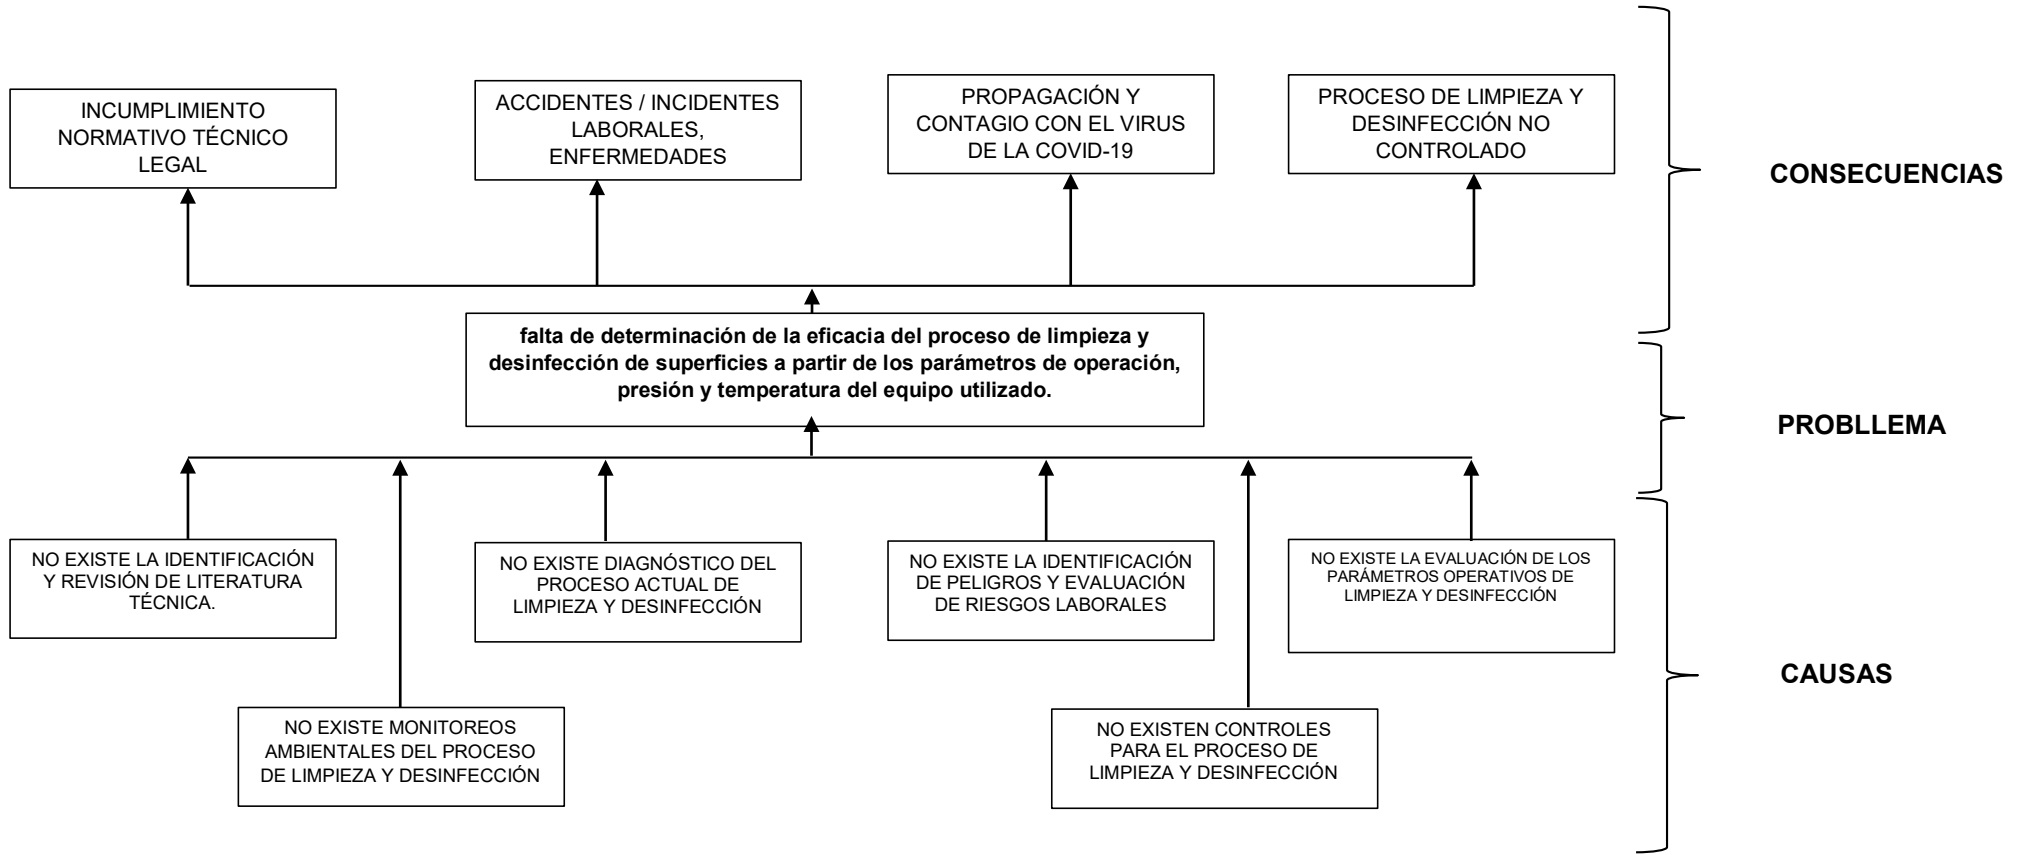 INCUMPLIMIENTO
NORMATIVO TÉCNICO
LEGAL
ACCIDENTES / INCIDENTES
LABORALES,
ENFERMEDADES
PROPAGACIÓN Y
CONTAGIO CON EL VIRUS
DE LA COVID-19
PROCESO DE LIMPIEZA Y
DESINFECCIÓN NO
CONTROLADO
CONSECUENCIAS
falta de determinación de la eficacia del proceso de limpieza y
desinfección de superficies a partir de los parámetros de operación,
presión y temperatura del equipo utilizado.
PROBLLEMA
NO EXISTE LA IDENTIFICACIÓN
Y REVISIÓN DE LITERATURA
TÉCNICA.
NO EXISTE DIAGNÓSTICO DEL
PROCESO ACTUAL DE
LIMPIEZA Y DESINFECCIÓN
NO EXISTE LA IDENTIFICACIÓN
DE PELIGROS Y EVALUACIÓN
DE RIESGOS LABORALES
NO EXISTE LA EVALUACIÓN DE LOS
PARÁMETROS OPERATIVOS DE
LIMPIEZA Y DESINFECCIÓN
CAUSAS
NO EXISTE MONITOREOS
AMBIENTALES DEL PROCESO
DE LIMPIEZA Y DESINFECCIÓN
NO EXISTEN CONTROLES
PARA EL PROCESO DE
LIMPIEZA Y DESINFECCIÓN